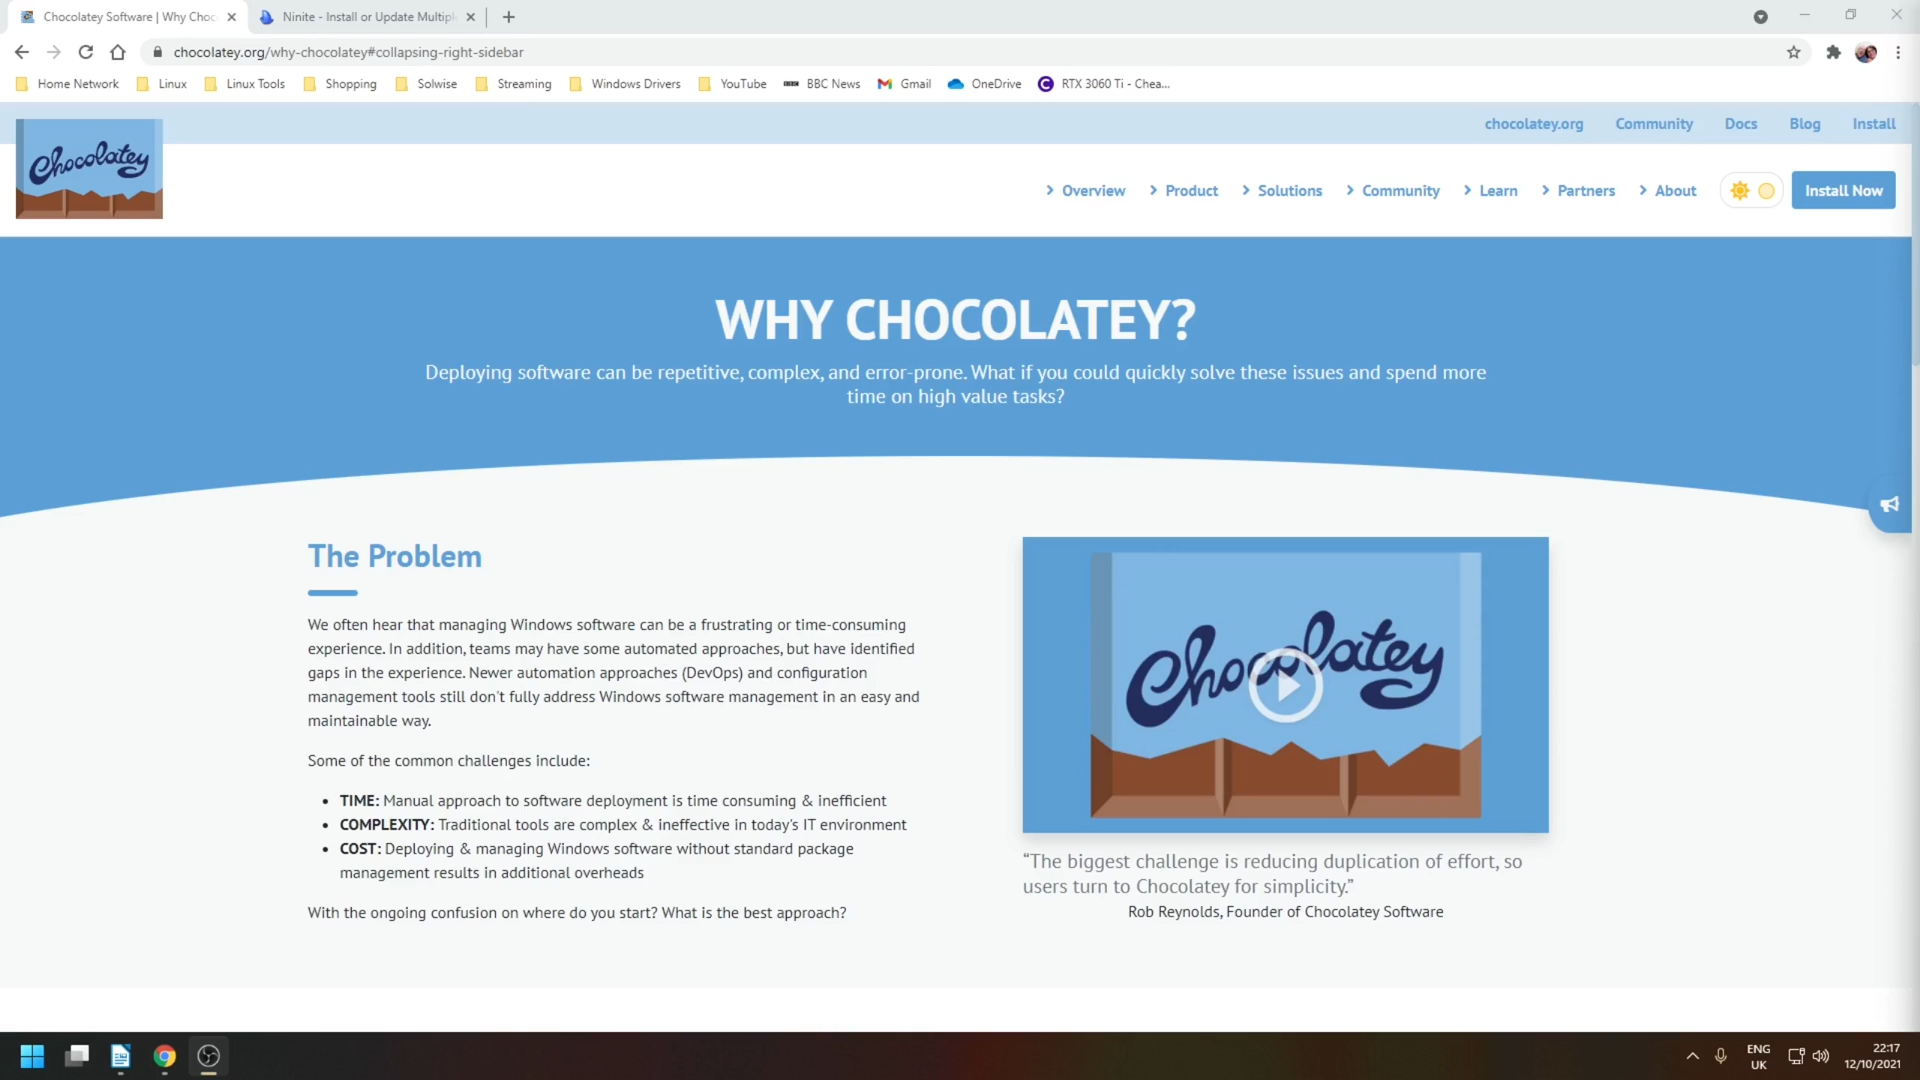 Chocolatey Software | Why Choc
Ninite - Install or Update Multipl
chocolatey.org/why-chocolatey#collapsing-right-sidebar
Home Network
Linux
Linux Tools
Shopping
Solwise
Streaming
Windows Drivers
YouTube
BBC News
Gmail
OneDrive
RTX 3060 Ti - Chea...
chocolatey.org
Community
Docs
Blog
Install
Chocolatey
Overview
Product
Solutions
Community
Learn
Partners
About
Install Now
WHY CHOCOLATEY?
Deploying software can be repetitive, complex, and error-prone. What if you could quickly solve these issues and spend more
time on high value tasks?
The Problem
We often hear that managing Windows software can be a frustrating or time-consuming
experience. In addition, teams may have some automated approaches, but have identified
gaps in the experience. Newer automation approaches (DevOps) and configuration
management tools still don't fully address Windows software management in an easy and
maintainable way.
Some of the common challenges include:
• TIME: Manual approach to software deployment is time consuming & inefficient
• COMPLEXITY: Traditional tools are complex & ineffective in today's IT environment
• COST: Deploying & managing Windows software without standard package
management results in additional overheads
With the ongoing confusion on where do you start? What is the best approach?
Chocolatey
“The biggest challenge is reducing duplication of effort, so
users turn to Chocolatey for simplicity.”
Rob Reynolds, Founder of Chocolatey Software
ENG
UK
22:17
12/10/2021